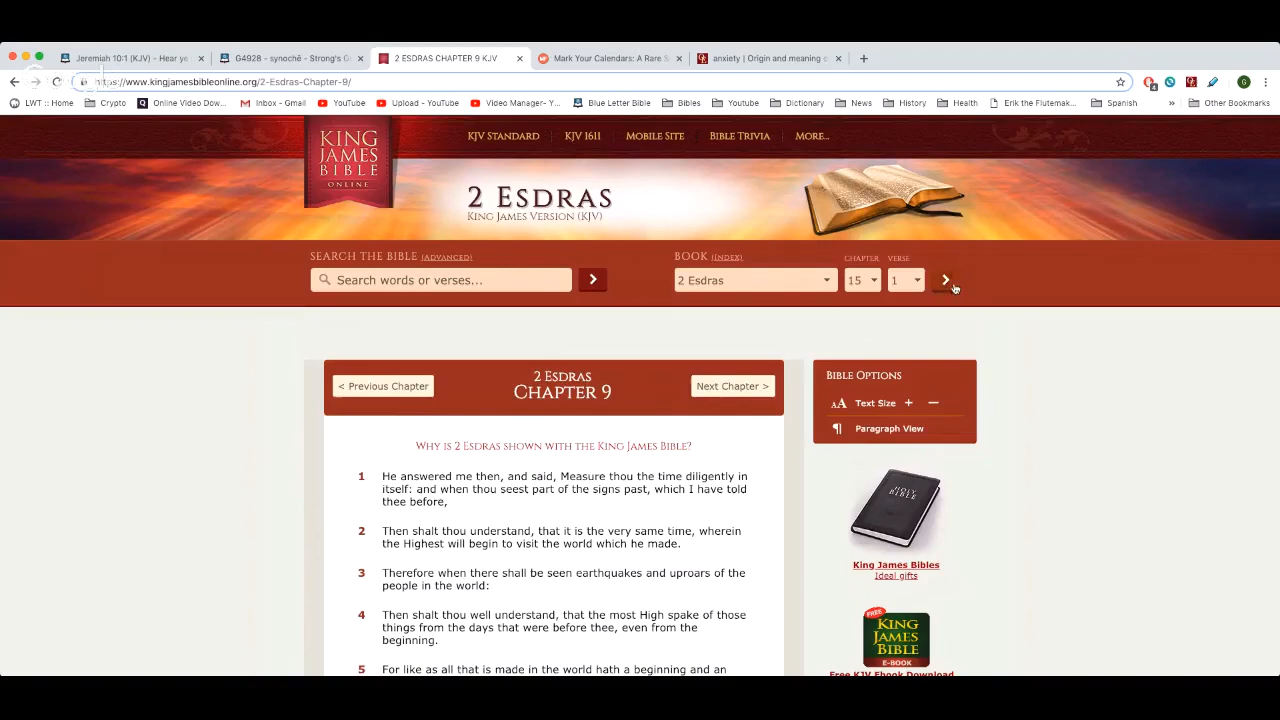 Jeremiah 10:1 (KJV) - Hear ye
G4928 - synochē - Strong's G
2 ESDRAS CHAPTER 9 KJV
Mark Your Calendars: A Rare S
anxiety | Origin and meaning o
https://www.kingjamesbibleonline.org/2-Esdras-Chapter-9/
4
G
LWT :: Home
Crypto
Online Video Dow...
Inbox - Gmail
YouTube
Upload - YouTube
Video Manager- Y...
Blue Letter Bible
Bibles
Youtube
Dictionary
News
History
Health
Erik the Flutemak...
Spanish
»
Other Bookmarks
KING
JAMES
BIBLE
ONLINE
KJV STANDARD
KJV 1611
MOBILE SITE
BIBLE TRIVIA
MORE...
2 ESDRAS
KING JAMES VERSION (KJV)
SEARCH THE BIBLE (ADVANCED)
Search words or verses...
BOOK (INDEX)
CHAPTER
VERSE
2 Esdras
15
1
< Previous Chapter
2 ESDRAS
CHAPTER 9
Next Chapter >
WHY IS 2 ESDRAS SHOWN WITH THE KING JAMES BIBLE?
1 He answered me then, and said, Measure thou the time diligently in
itself: and when thou seest part of the signs past, which I have told
thee before,
2 Then shalt thou understand, that it is the very same time, wherein
the Highest will begin to visit the world which he made.
3 Therefore when there shall be seen earthquakes and uproars of the
people in the world:
4 Then shalt thou well understand, that the most High spake of those
things from the days that were before thee, even from the
beginning.
5 For like as all that is made in the world hath a beginning and an
BIBLE OPTIONS
AA Text Size + —
¶ Paragraph View
HOLY
BIBLE
King James Bibles
Ideal gifts
FREE
KING
JAMES
BIBLE
E-BOOK
Free KJV Ebook Download